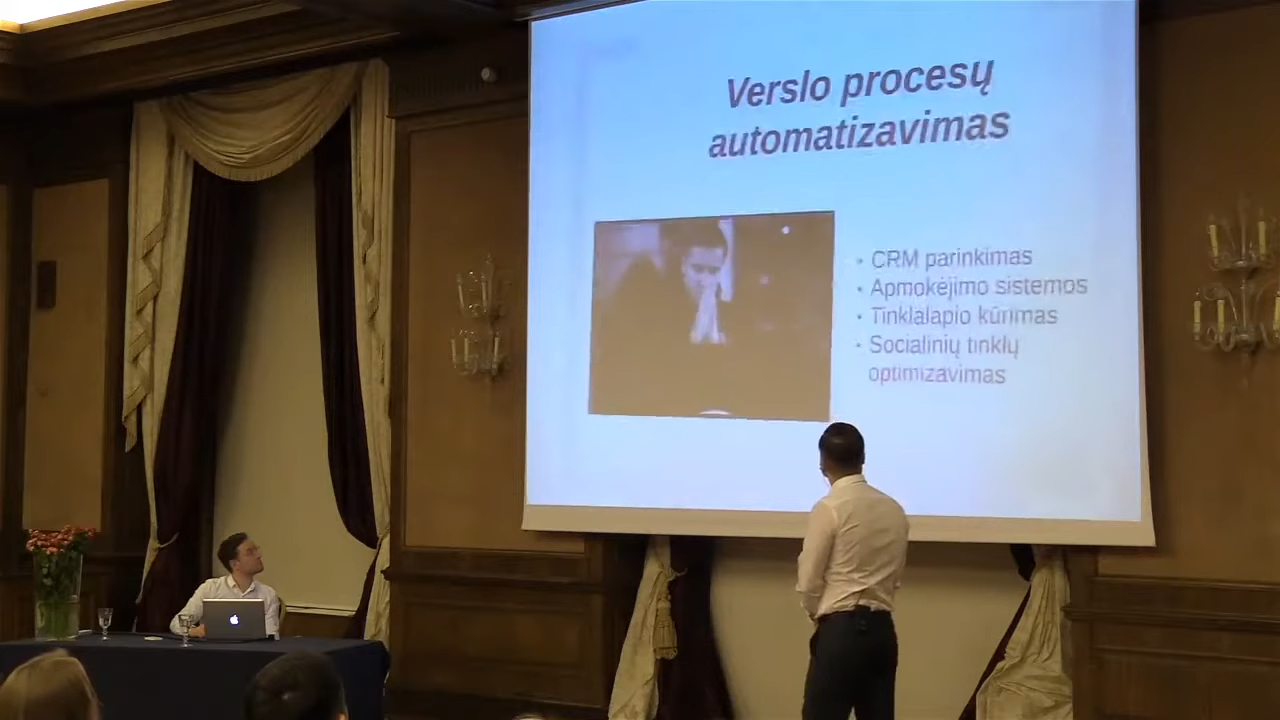 Verslo procesų
automatizavimas
• CRM parinkimas
• Apmokėjimo sistemos
• Tinklalapio kūrimas
• Socialinių tinklų
optimizavimas